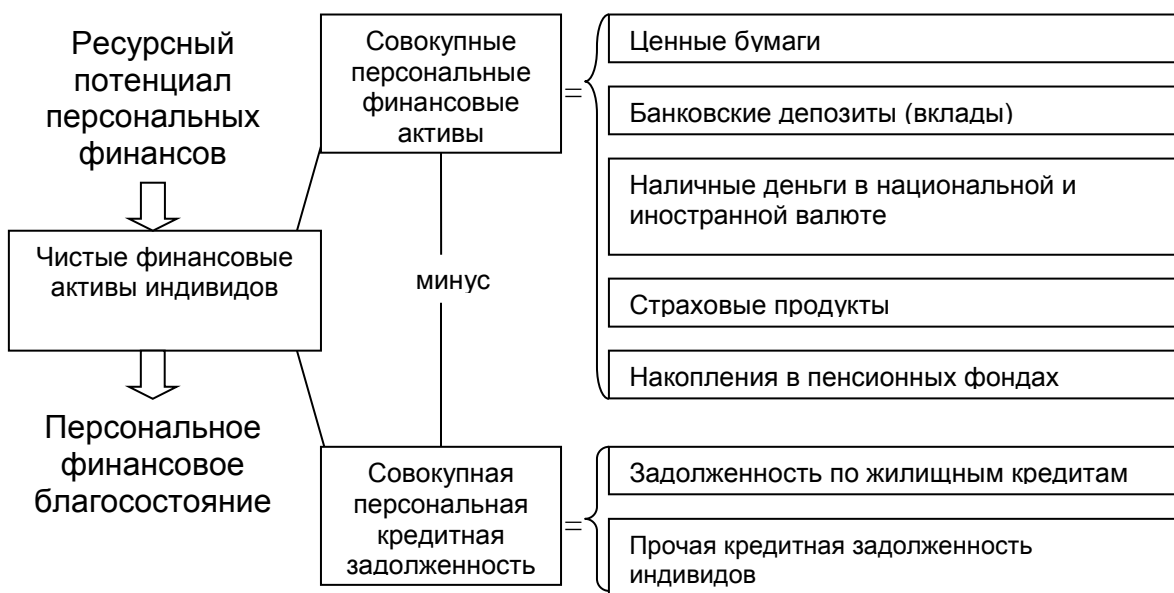 Ресурсный
потенциал
персональных
финансов
Чистые финансовые
активы индивидов
Персональное
финансовое
благосостояние
Совокупные
персональные
финансовые
активы
=
минус
Совокупная
персональная
кредитная
задолженность
=
Ценные бумаги
Банковские депозиты (вклады)
Наличные деньги в национальной и
иностранной валюте
Страховые продукты
Накопления в пенсионных фондах
Задолженность по жилищным кредитам
Прочая кредитная задолженность
индивидов